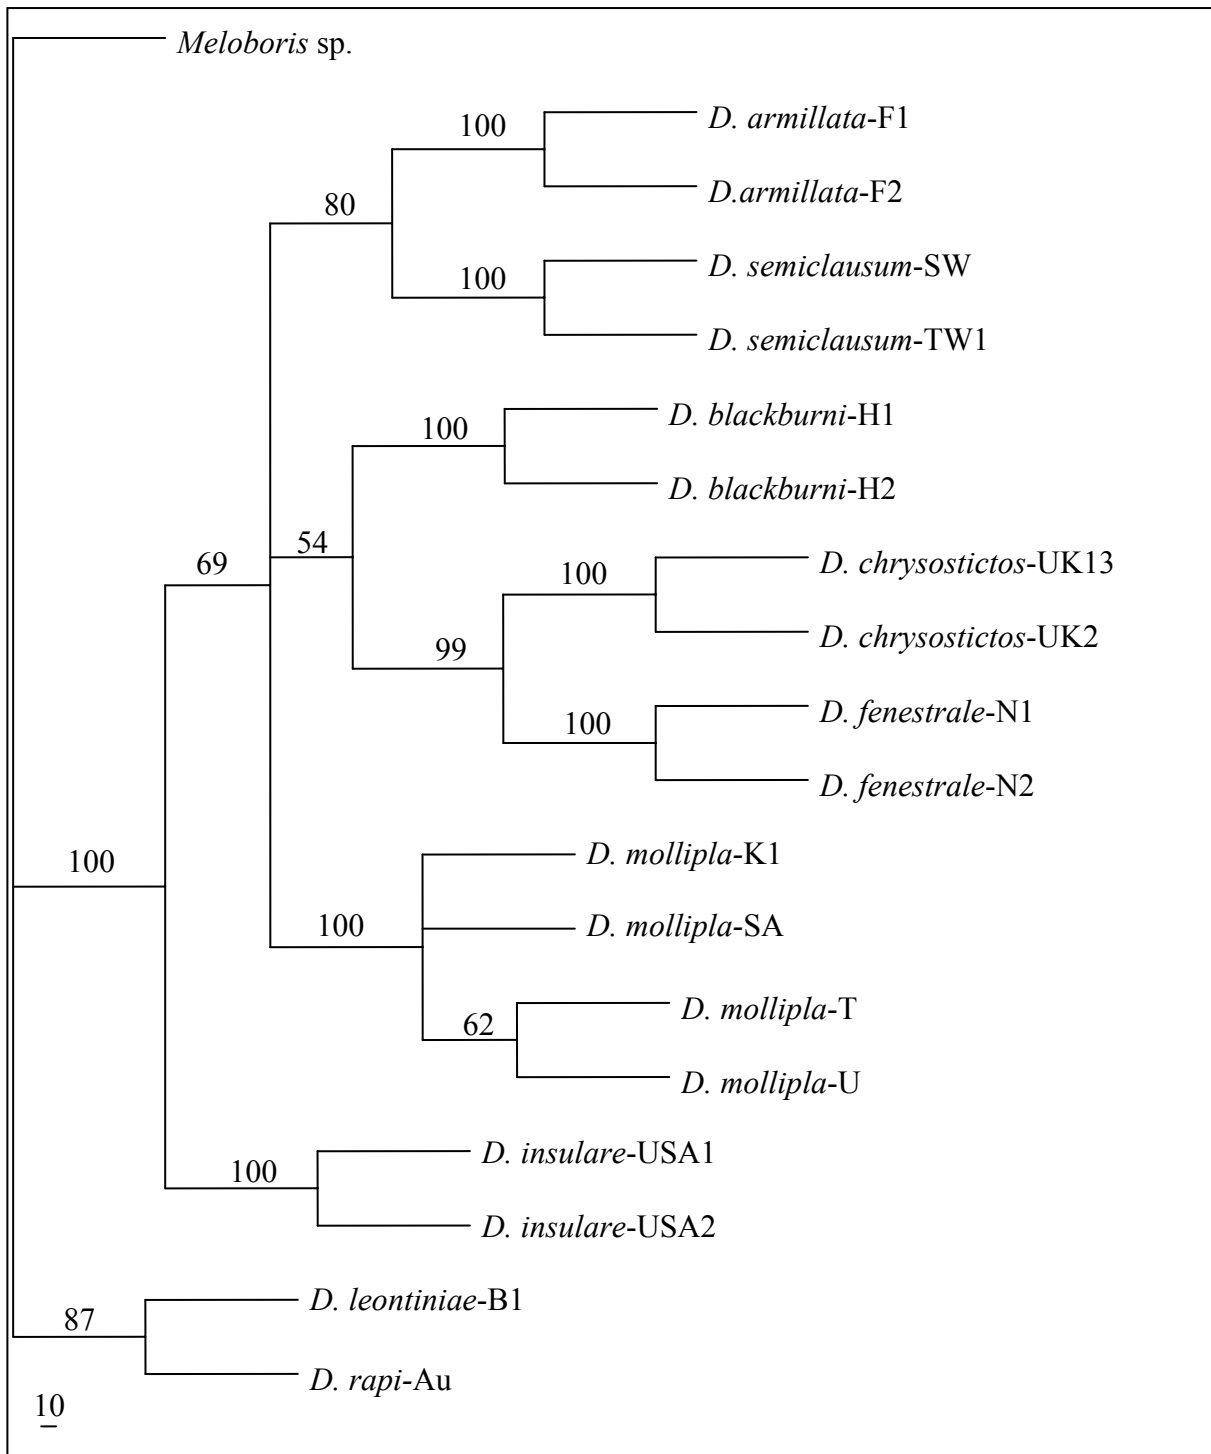 Meloboris sp.
100
D. armillata-F1
D.armillata-F2
80
100
D. semiclausum-SW
D. semiclausum-TW1
100
D. blackburni-H1
D. blackburni-H2
69
54
100
D. chrysostictos-UK13
D. chrysostictos-UK2
99
100
D. fenestrale-N1
D. fenestrale-N2
100
D. mollipla-K1
100
D. mollipla-SA
62
D. mollipla-T
D. mollipla-U
100
D. insulare-USA1
D. insulare-USA2
87
D. leontiniae-B1
D. rapi-Au
10